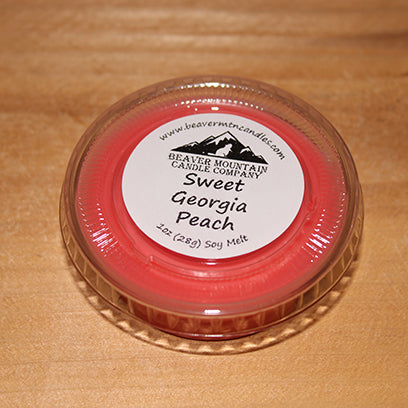 www.beavermtncandles.com
BEAVER MOUNTAIN
CANDLE COMPANY
Sweet
Georgia
Peach
1oz (28g) Soy Melt